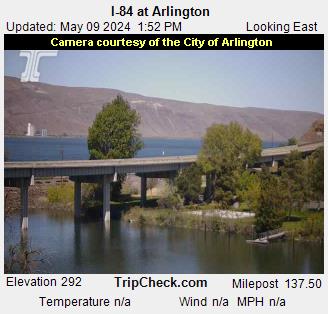 I-84 at Arlington
Updated: May 09 2024 1:52 PM Looking East
Camera courtesy of the City of Arlington
Elevation 292 TripCheck.com Milepost 137.50
Temperature n/a Wind n/a MPH n/a